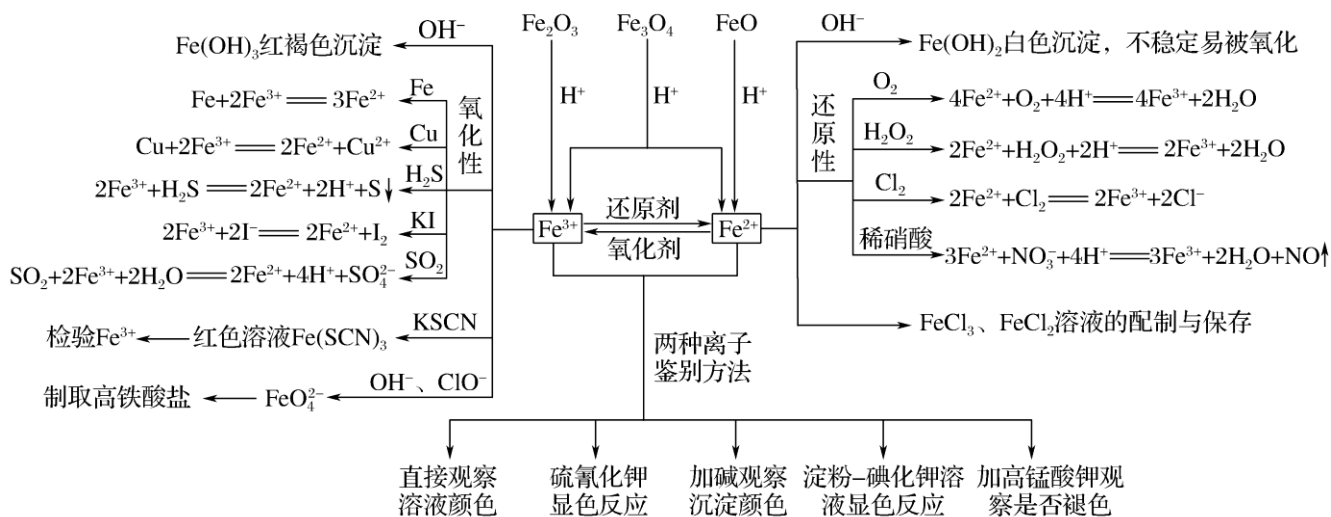 Fe₂O₃
Fe₃O₄
FeO
H⁺
H⁺
H⁺
OH⁻
Fe(OH)₃红褐色沉淀
氧化性
Fe
Fe+2Fe³⁺══3Fe²⁺
Cu
Cu+2Fe³⁺══2Fe²⁺+Cu²⁺
H₂S
2Fe³⁺+H₂S══2Fe²⁺+2H⁺+S↓
KI
2Fe³⁺+2I⁻══2Fe²⁺+I₂
SO₂
SO₂+2Fe³⁺+2H₂O══2Fe²⁺+4H⁺+SO₄²⁻
KSCN
检验Fe³⁺
红色溶液Fe(SCN)₃
OH⁻、ClO⁻
制取高铁酸盐
FeO₄²⁻
Fe³⁺
还原剂
氧化剂
Fe²⁺
OH⁻
Fe(OH)₂白色沉淀，不稳定易被氧化
还原性
O₂
4Fe²⁺+O₂+4H⁺══4Fe³⁺+2H₂O
H₂O₂
2Fe²⁺+H₂O₂+2H⁺══2Fe³⁺+2H₂O
Cl₂
2Fe²⁺+Cl₂══2Fe³⁺+2Cl⁻
稀硝酸
3Fe²⁺+NO₃⁻+4H⁺══3Fe³⁺+2H₂O+NO↑
FeCl₃、FeCl₂溶液的配制与保存
两种离子
鉴别方法
直接观察
溶液颜色
硫氰化钾
显色反应
加碱观察
沉淀颜色
淀粉–碘化钾溶
液显色反应
加高锰酸钾观
察是否褪色